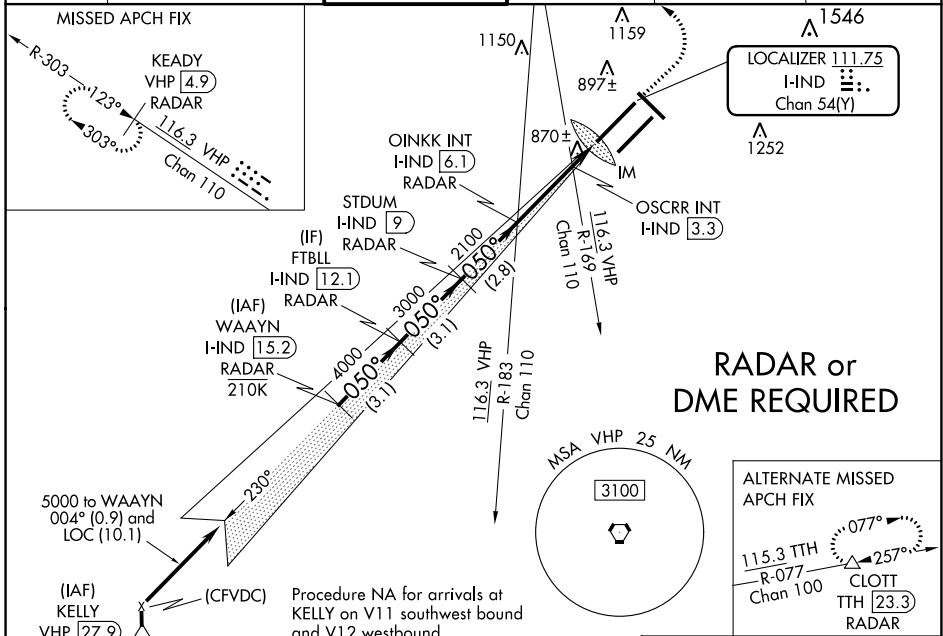 MISSED APCH FIX
R-303
KEADY
VHP 4.9
RADAR
123°
303°
116.3 VHP
Chan 110
1150
1159
1546
897±
870±
1252
LOCALIZER 111.75
I-IND
Chan 54(Y)
IM
OINKK INT
I-IND 6.1
RADAR
OSCRR INT
I-IND 3.3
STDUM
I-IND 9
RADAR
(IF)
FTBLL
I-IND 12.1
RADAR
(IAF)
WAAYN
I-IND 15.2
RADAR
210K
2100
050°
(2.8)
3000
050°
(3.1)
4000
050°
(3.1)
116.3 VHP
R-169
Chan 110
116.3 VHP
R-183
Chan 110
RADAR or
DME REQUIRED
230°
5000 to WAAYN
004° (0.9) and
LOC (10.1)
(IAF)
KELLY
VHP 27.9
(CFVDC)
Procedure NA for arrivals at
KELLY on V11 southwest bound
and V12 westbound
MSA VHP 25 NM
3100
ALTERNATE MISSED
APCH FIX
077°
257°
115.3 TTH
R-077
Chan 100
CLOTT
TTH 23.3
RADAR